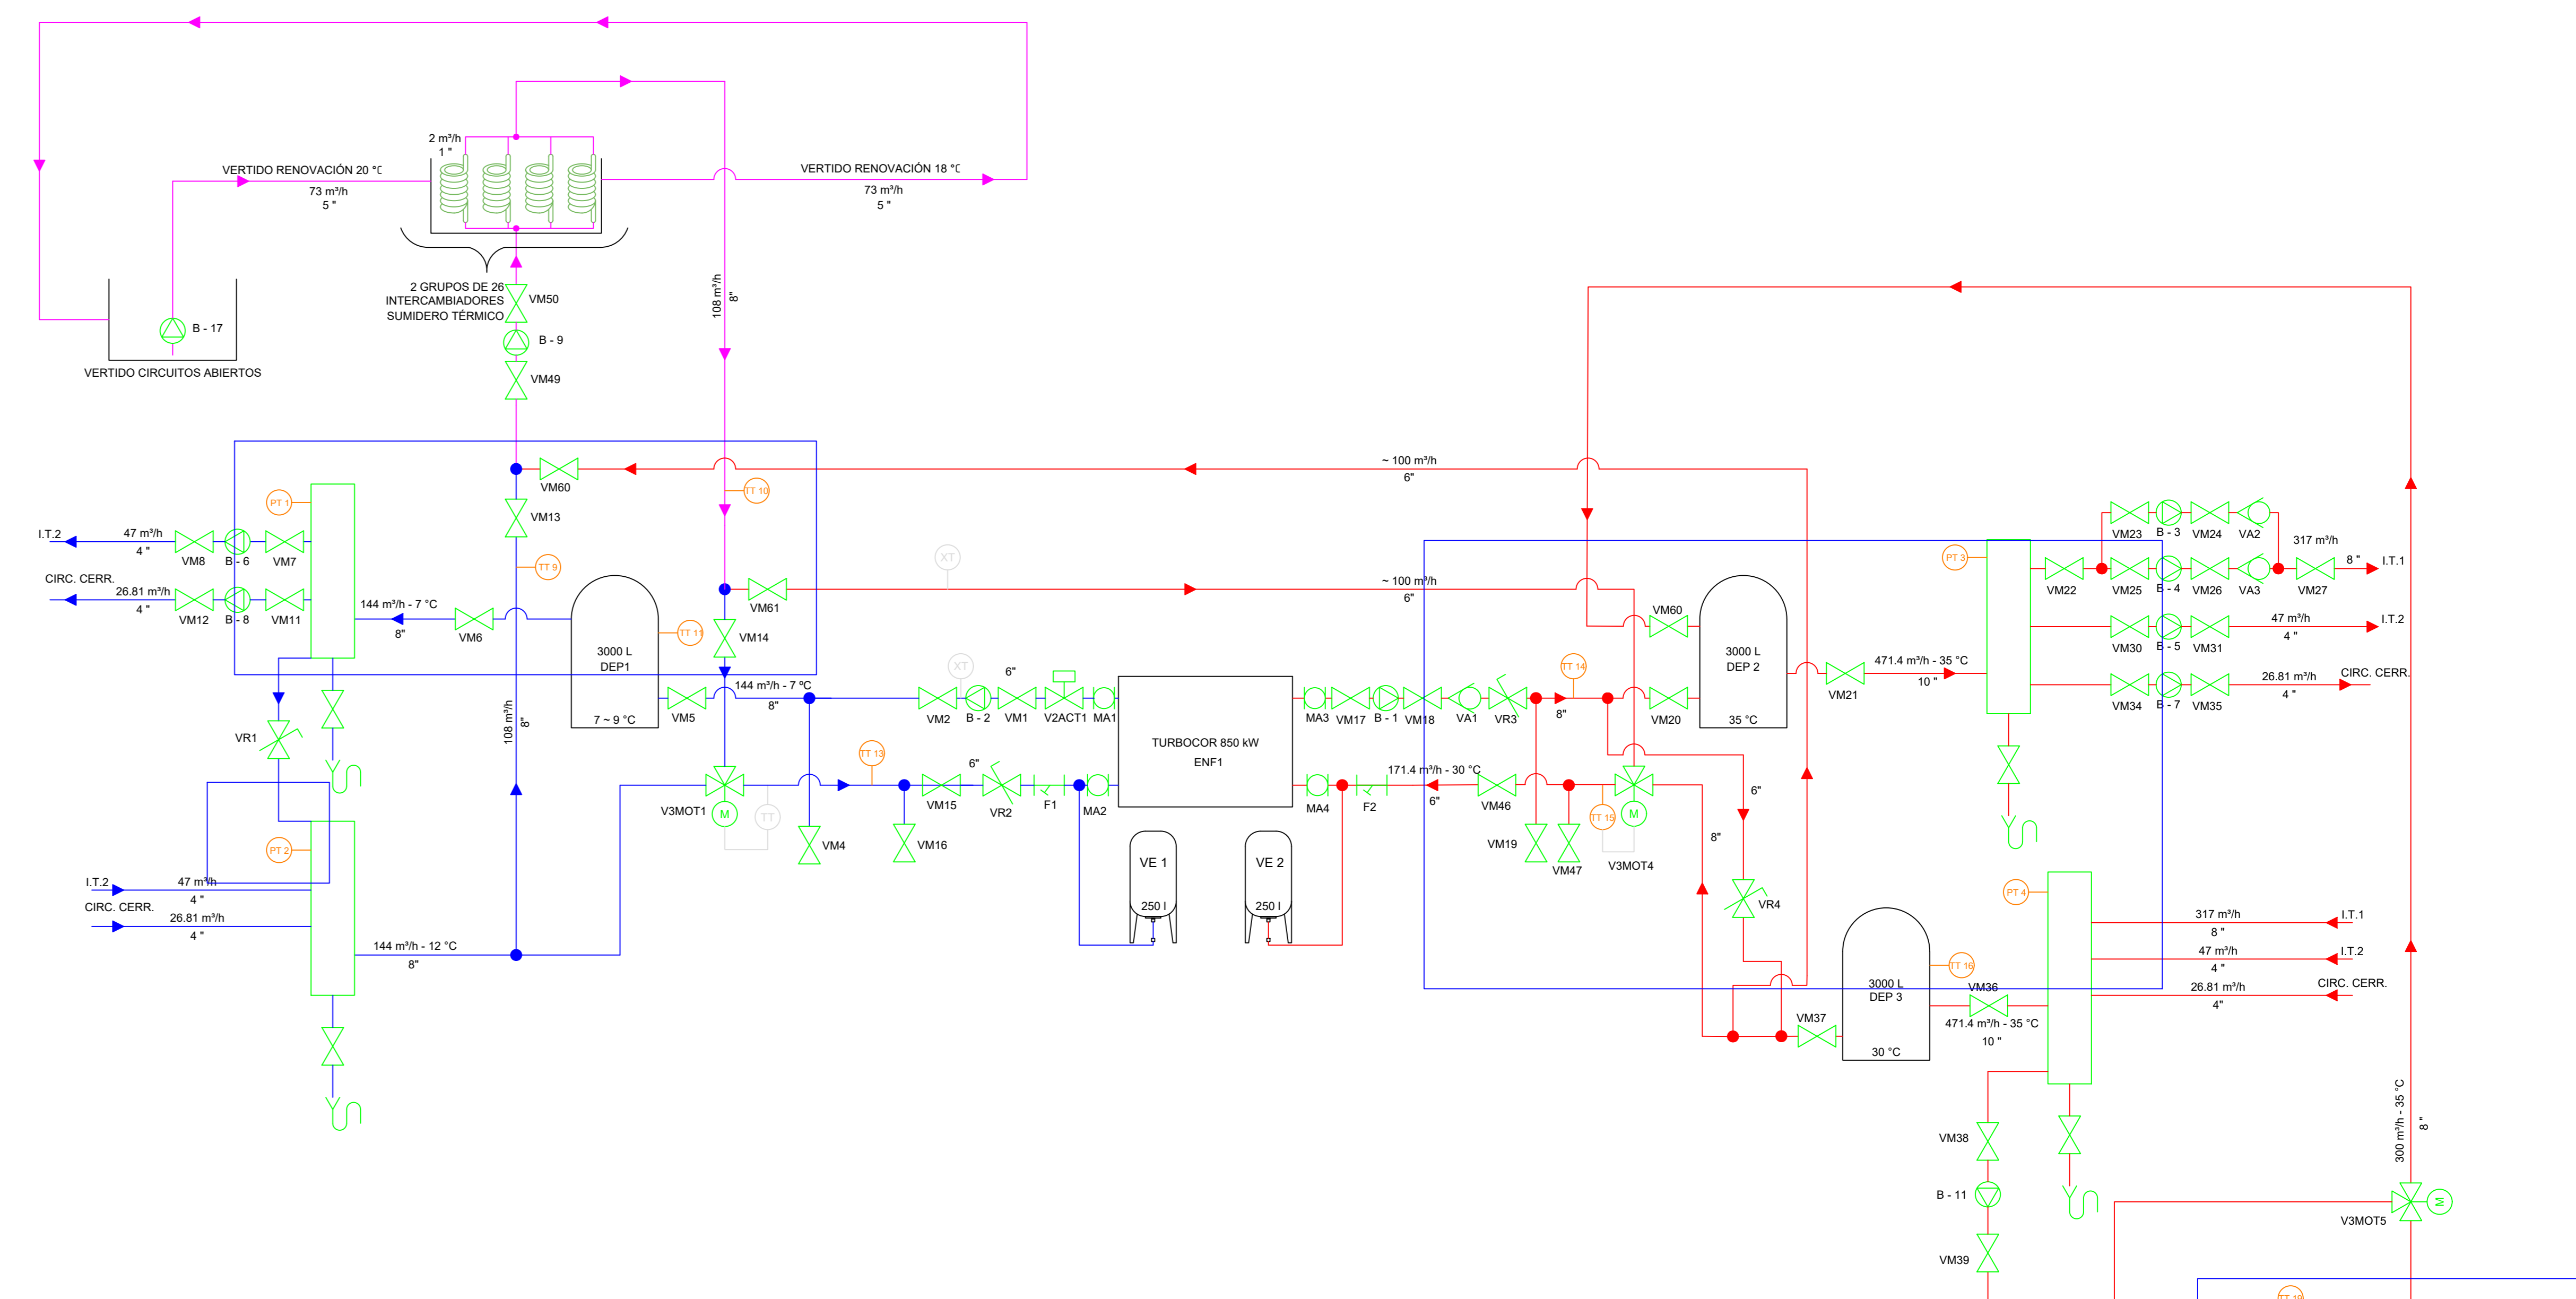 2 m³/h
1 "
VERTIDO RENOVACIÓN 20 °C
73 m³/h
5 "
VERTIDO RENOVACIÓN 18 °C
73 m³/h
5 "
2 GRUPOS DE 26
INTERCAMBIADORES
SUMIDERO TÉRMICO
VM50
B - 17
B - 9
VERTIDO CIRCUITOS ABIERTOS
VM49
108 m³/h
8"
VM60
~ 100 m³/h
6"
PT 1
TT 10
VM13
I.T.2
47 m³/h
4 "
VM8
B - 6
VM7
TT 9
CIRC. CERR.
26.81 m³/h
4 "
VM12
B - 8
VM11
144 m³/h - 7 °C
8"
VM6
3000 L
DEP1
7 ~ 9 °C
TT 11
VM61
VM14
XT
~ 100 m³/h
6"
VM5
144 m³/h - 7 ºC
8"
XT
6"
VM2
B - 2
VM1
V2ACT1
MA1
TURBOCOR 850 kW
ENF1
MA3
VM17
B - 1
VM18
VA1
VR3
TT 14
8"
VM60
VM20
3000 L
DEP 2
35 °C
471.4 m³/h - 35 °C
10 "
VM21
PT 3
VM23
B - 3
VM24
VA2
317 m³/h
8 "
I.T.1
VM22
VM25
B - 4
VM26
VA3
VM27
47 m³/h
4 "
I.T.2
VM30
B - 5
VM31
26.81 m³/h
4 "
CIRC. CERR.
VM34
B - 7
VM35
VR1
108 m³/h
8"
V3MOT1
M
TT
TT 13
VM4
VM15
VM16
6"
VR2
F1
MA2
VE 1
250 l
VE 2
250 l
MA4
F2
171.4 m³/h - 30 °C
6"
VM46
VM19
VM47
TT 15
M
V3MOT4
8"
6"
VR4
PT 2
I.T.2
47 m³/h
4 "
CIRC. CERR.
26.81 m³/h
4 "
144 m³/h - 12 °C
8"
VM37
3000 L
DEP 3
30 °C
TT 16
VM36
471.4 m³/h - 35 °C
10 "
PT 4
317 m³/h
8 "
I.T.1
47 m³/h
4 "
I.T.2
26.81 m³/h
4"
CIRC. CERR.
VM38
B - 11
VM39
300 m³/h - 35 °C
8 "
M
V3MOT5